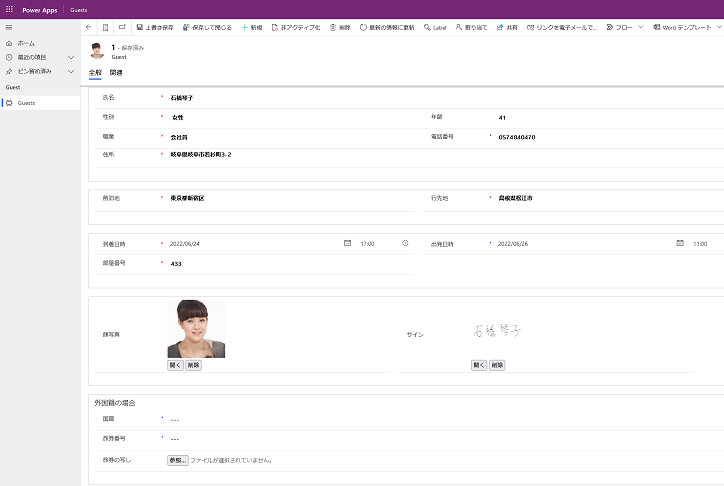 Power Apps Guests
上書き保存 保存して閉じる 新規 非アクティブ化 削除 最新の情報に更新 Label 割り当て 共有 リンクを電子メールで... フロー Word テンプレート
ホーム
最近の項目
ピン留め済み
Guest
Guests
1 - 保存済み
Guest
全般 関連
氏名 * 石橋琴子
性別 * 女性 年齢 41
職業 * 会社員 電話番号 * 0574840470
住所 * 岐阜県岐阜市若杉町3-2
前泊地 * 東京都新宿区 行先地 * 島根県松江市
到着日時 * 2022/06/24 17:00 出発日時 * 2022/06/26 11:00
部屋番号 * 433
顔写真 サイン 石橋琴子
開く 削除 開く 削除
外国籍の場合
国籍 * ---
旅券番号 * ---
旅券の写し 参照... ファイルが選択されていません。